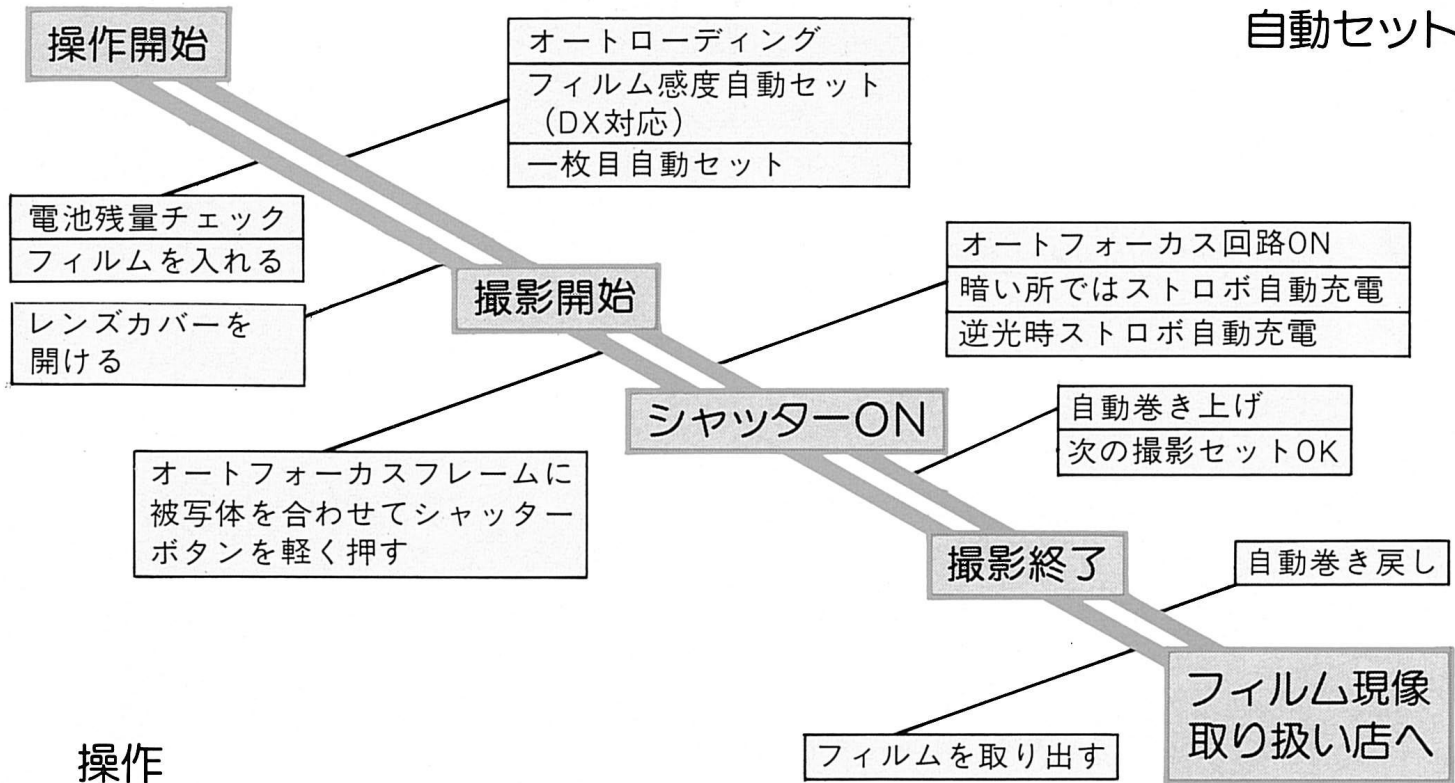 自動セット
操作開始
オートローディング
フィルム感度自動セット
（DX対応）
一枚目自動セット
電池残量チェック
フィルムを入れる
レンズカバーを
開ける
撮影開始
オートフォーカス回路ON
暗い所ではストロボ自動充電
逆光時ストロボ自動充電
オートフォーカスフレームに
被写体を合わせてシャッター
ボタンを軽く押す
シャッターON
自動巻き上げ
次の撮影セットOK
撮影終了
自動巻き戻し
フィルムを取り出す
フィルム現像
取り扱い店へ
操作